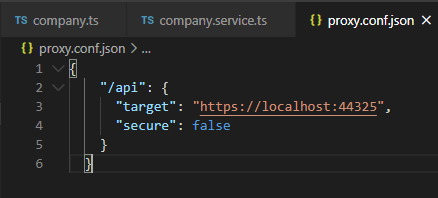 TS company.ts TS company.service.ts {} proxy.conf.json ×
{} proxy.conf.json > ...
1 {
2 "/api": {
3 "target": "https://localhost:44325",
4 "secure": false
5 }
6 }